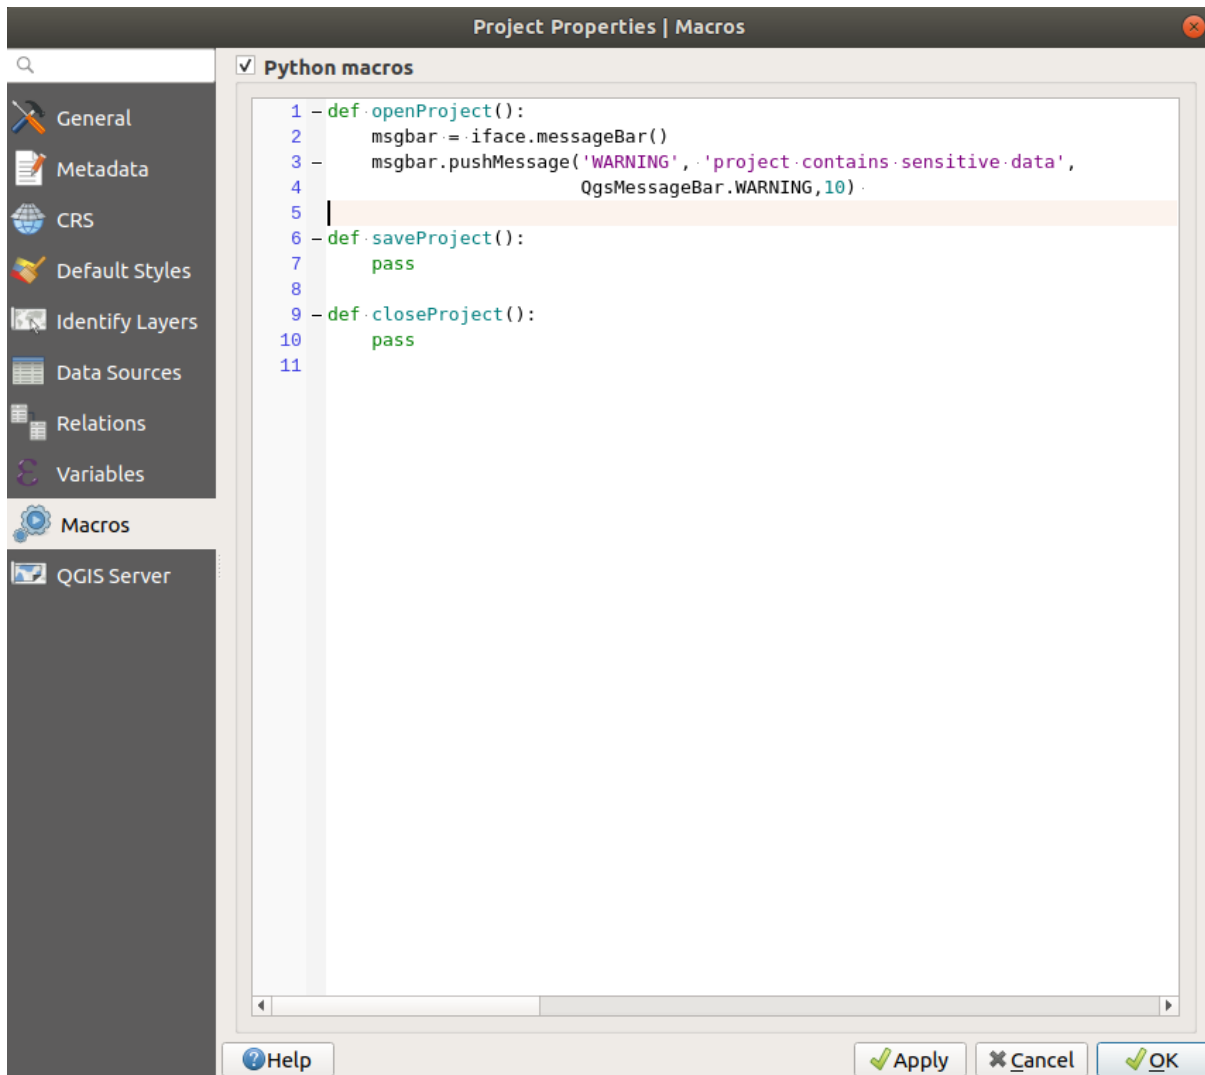 Project Properties | Macros
Python macros
General
Metadata
CRS
Default Styles
Identify Layers
Data Sources
Relations
Variables
Macros
QGIS Server
1 def openProject():
2     msgbar = iface.messageBar()
3     msgbar.pushMessage('WARNING', 'project contains sensitive data',
4                        QgsMessageBar.WARNING,10)
5
6 def saveProject():
7     pass
8
9 def closeProject():
10     pass
11
Help
Apply
Cancel
OK